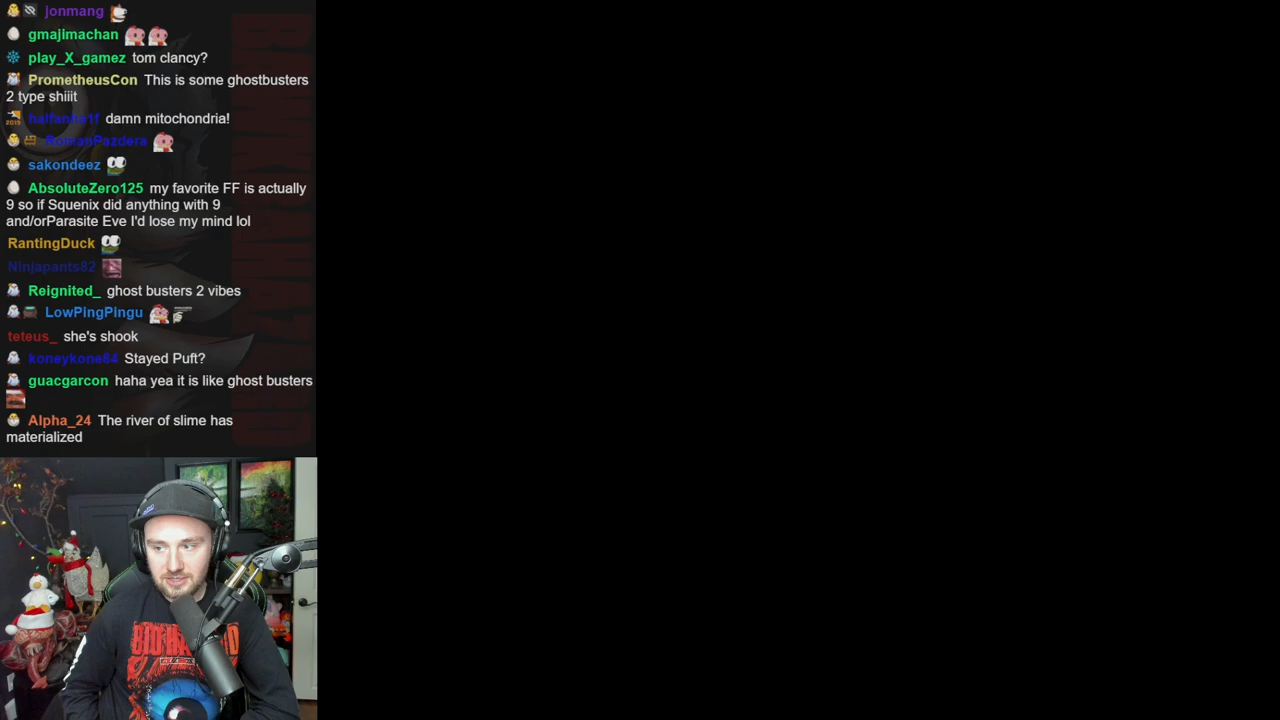 jonmang
gmajimachan
play_X_gamez tom clancy?
PrometheusCon This is some ghostbusters
2 type shiiit
damn mitochondria!
RomanPazdera
sakondeez
AbsoluteZero125 my favorite FF is actually
9 so if Squenix did anything with 9
and/orParasite Eve I'd lose my mind lol
RantingDuck
Ninjapants82
Reignited_ ghost busters 2 vibes
LowPingPingu
teteus_ she's shook
koneykone84 Stayed Puft?
guacgarcon haha yea it is like ghost busters
Alpha_24 The river of slime has
materialized